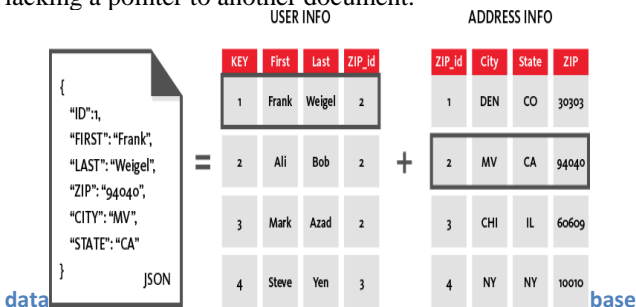 lacking a pointer to another document.
USER INFO
ADDRESS INFO
KEY First Last ZIP_id
ZIP_id City State ZIP
{
"ID":1,
"FIRST": "Frank",
"LAST": "Weigel",
"ZIP": "94040",
"CITY": "MV",
"STATE": "CA"
}
JSON
=
1 Frank Weigel 2
2 Ali Bob 2
3 Mark Azad 2
4 Steve Yen 3
+
1 DEN CO 30303
2 MV CA 94040
3 CHI IL 60609
4 NY NY 10010
data
base